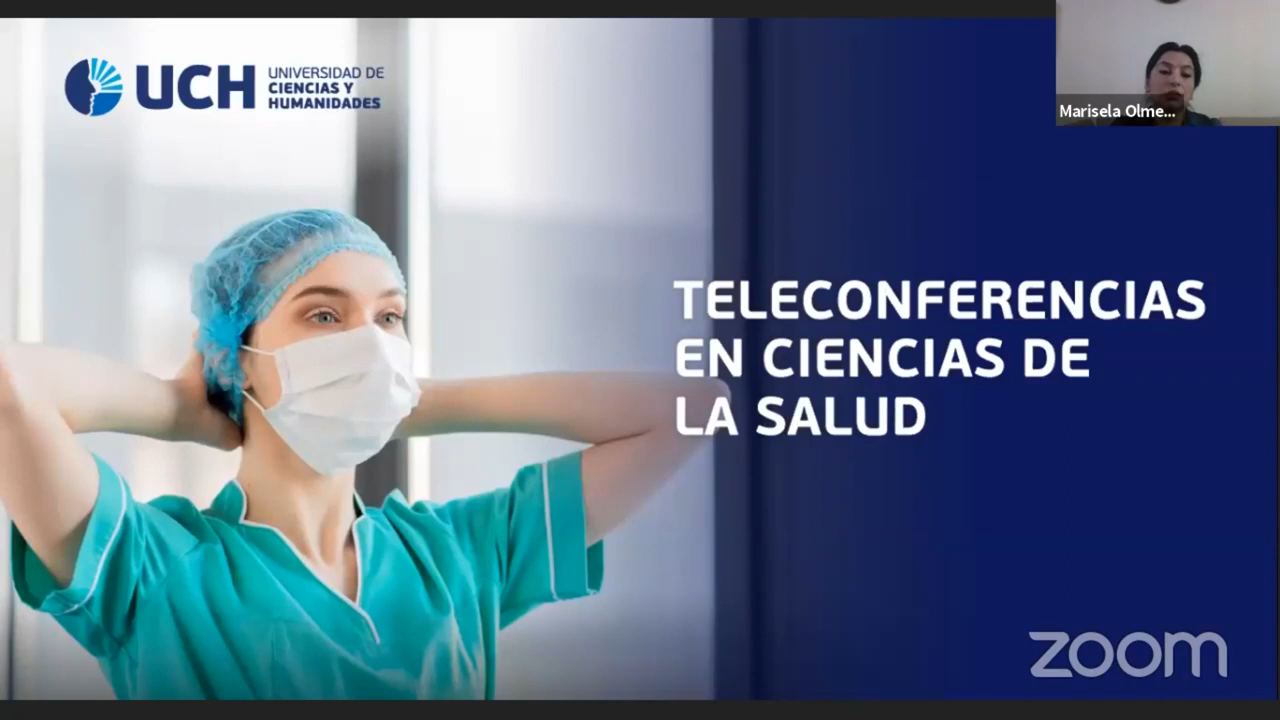 UCH
UNIVERSIDAD DE
CIENCIAS Y
HUMANIDADES
Marisela Olme...
TELECONFERENCIAS
EN CIENCIAS DE
LA SALUD
zoom